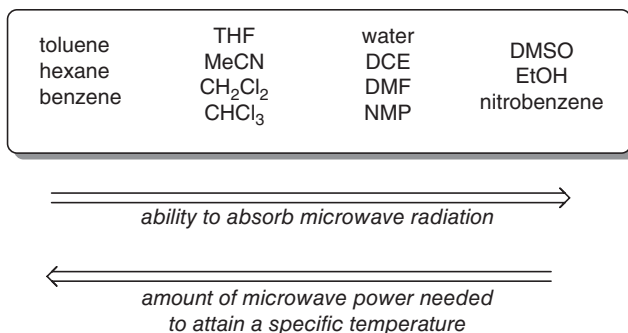 toluene
hexane
benzene
THF
MeCN
CH₂Cl₂
CHCl₃
water
DCE
DMF
NMP
DMSO
EtOH
nitrobenzene
ability to absorb microwave radiation
amount of microwave power needed
to attain a specific temperature